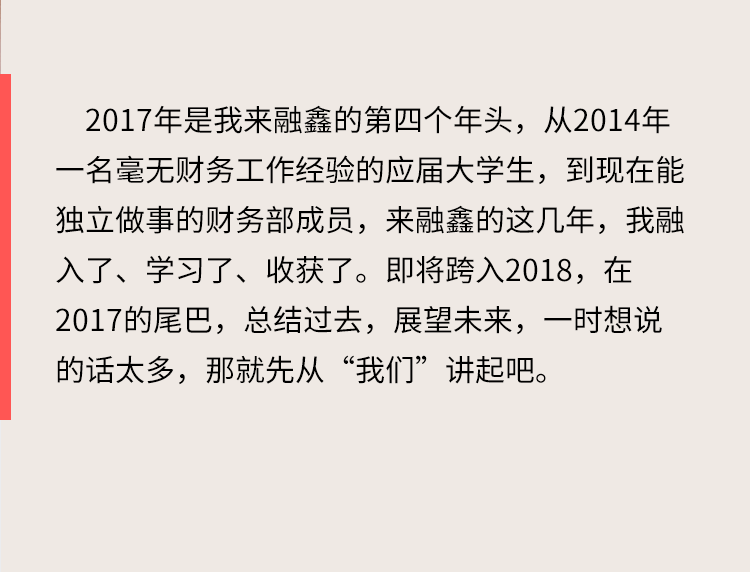 2017年是我来融鑫的第四个年头，从2014年
一名毫无财务工作经验的应届大学生，到现在能
独立做事的财务部成员，来融鑫的这几年，我融
入了、学习了、收获了。即将跨入2018，在
2017的尾巴，总结过去，展望未来，一时想说
的话太多，那就先从“我们”讲起吧。